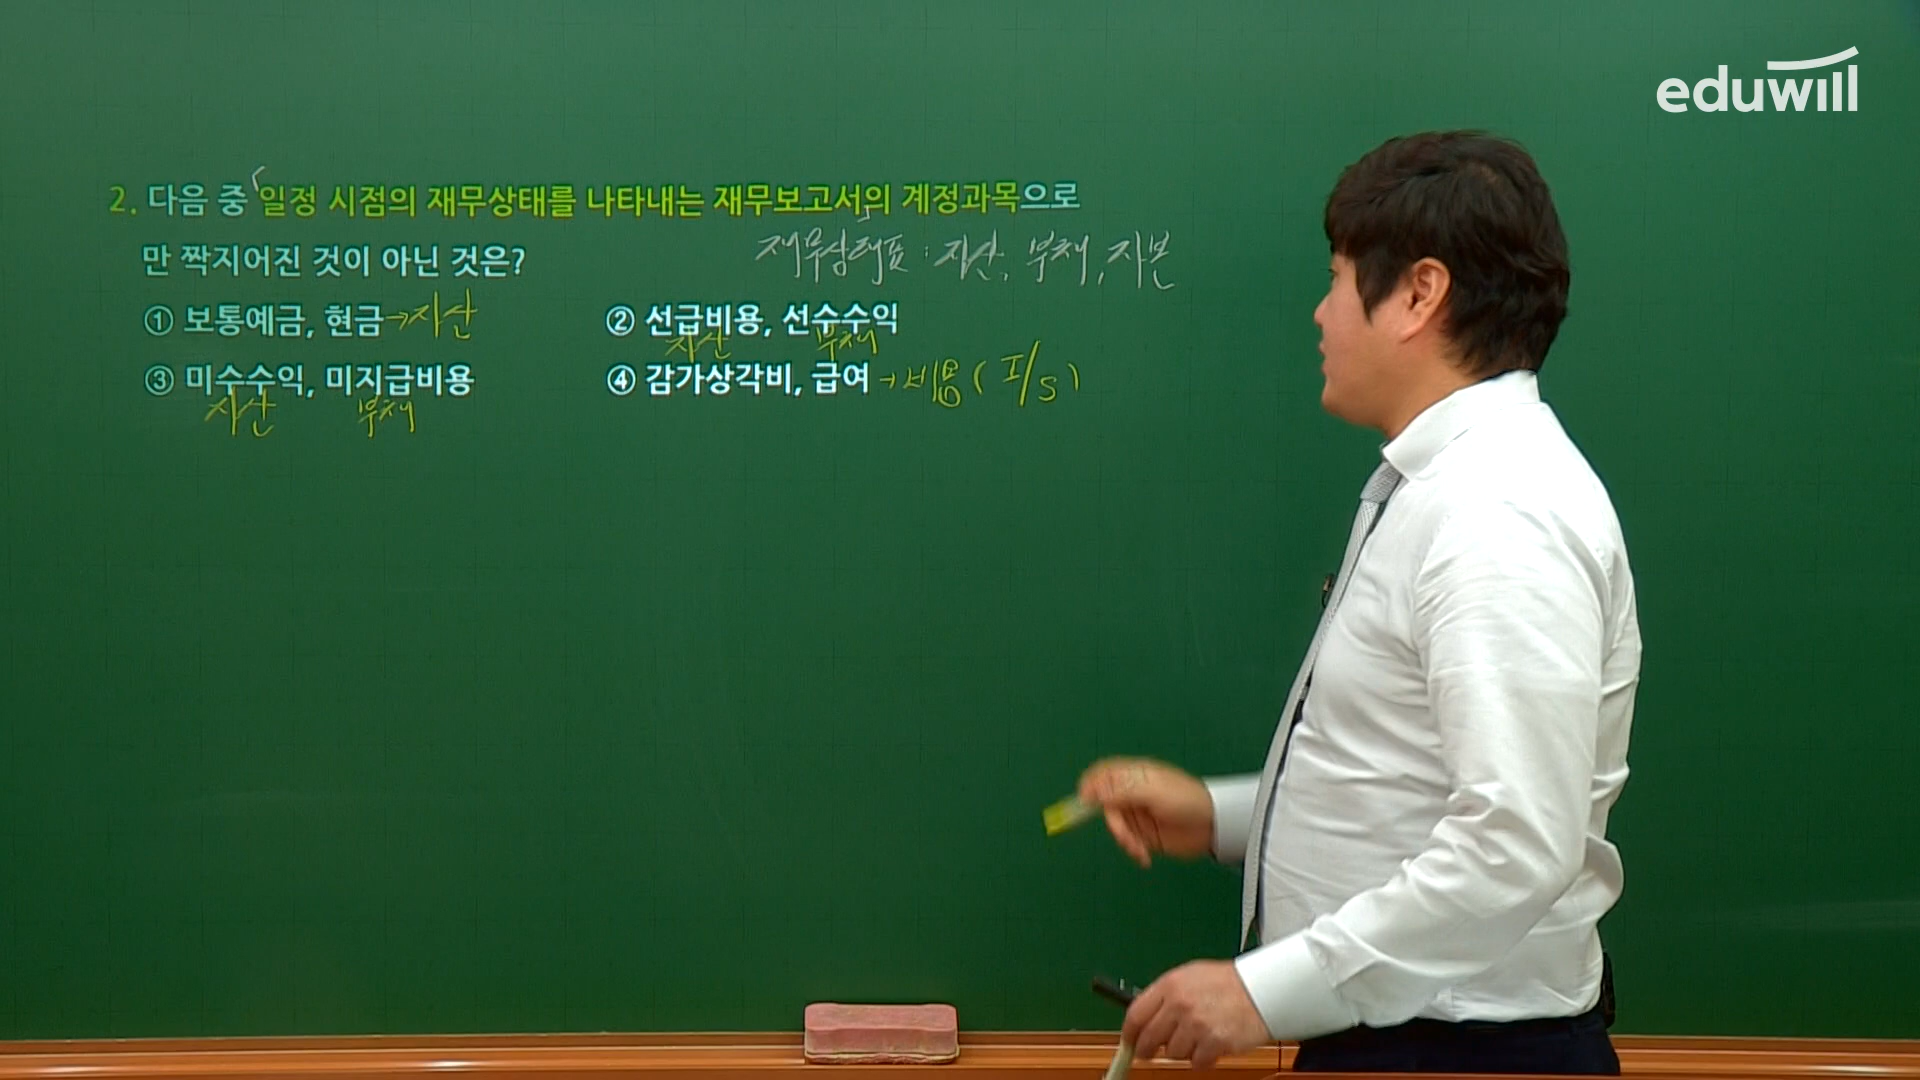 eduwill
2. 다음 중 「일정 시점의 재무상태를 나타내는 재무보고서」의 계정과목으로
만 짝지어진 것이 아닌 것은?
재무상태표 : 자산, 부채, 자본
① 보통예금, 현금 → 자산
② 선급비용, 선수수익
자산 부채
③ 미수수익, 미지급비용
자산 부채
④ 감가상각비, 급여 → 비용 ( I/S )